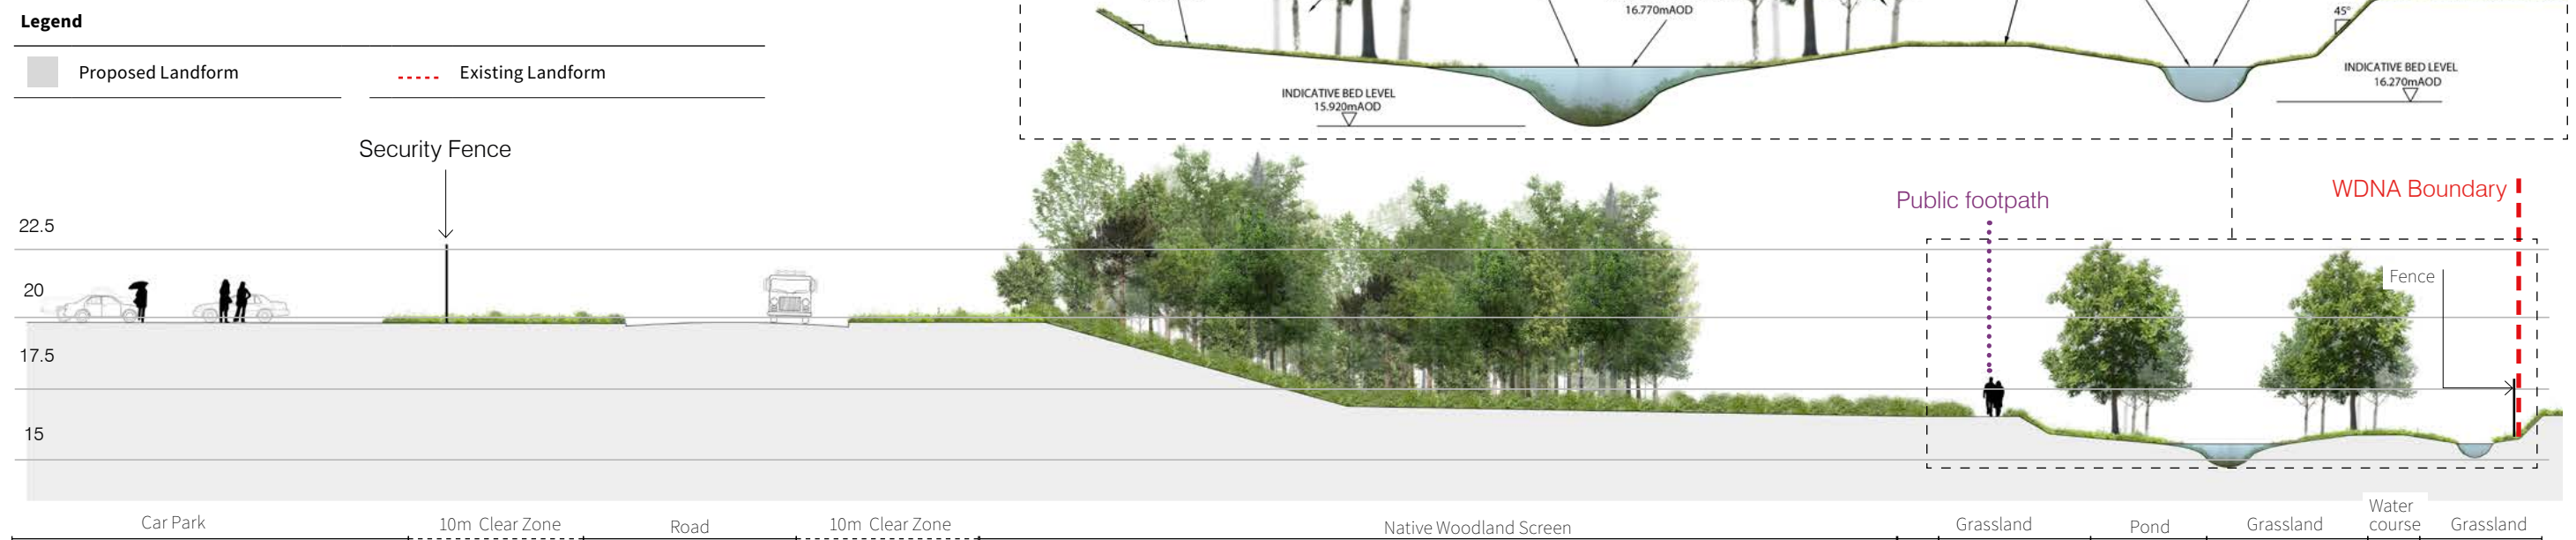 Legend
Proposed Landform
Existing Landform
16.770mAOD
45°
INDICATIVE BED LEVEL
15.920mAOD
INDICATIVE BED LEVEL
16.270mAOD
Security Fence
Public footpath
WDNA Boundary
Fence
22.5
20
17.5
15
Car Park
10m Clear Zone
Road
10m Clear Zone
Native Woodland Screen
Grassland
Pond
Grassland
Water
course
Grassland